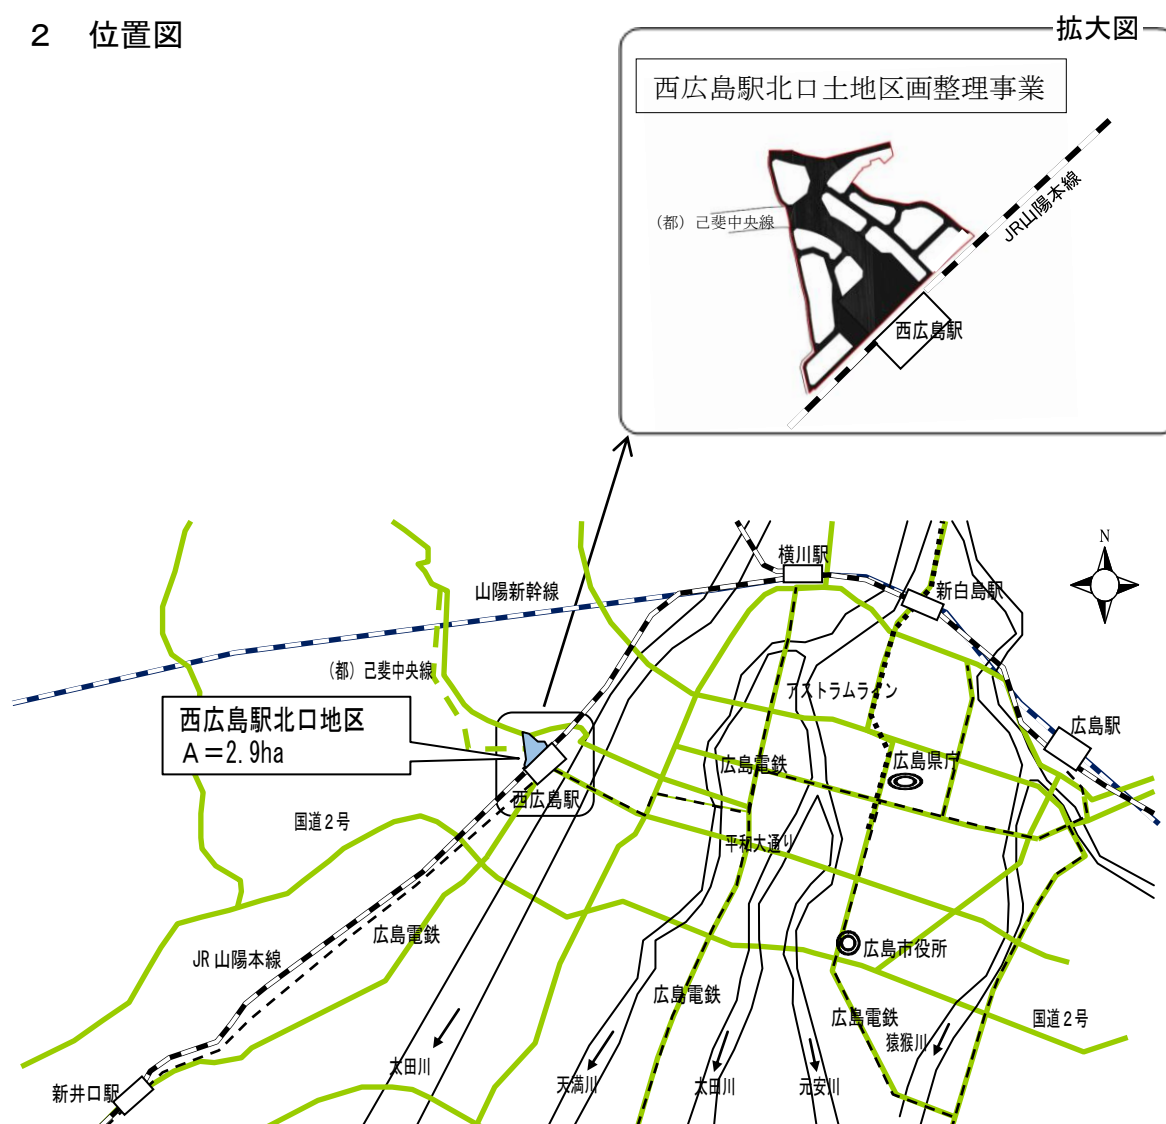 ２　位置図
拡大図
西広島駅北口土地区画整理事業
（都）己斐中央線
JR山陽本線
西広島駅
横川駅
N
山陽新幹線
新白島駅
（都）己斐中央線
アストラムライン
西広島駅北口地区
Ａ＝2.9ha
広島駅
広島電鉄
広島県庁
西広島駅
国道２号
平和大通り
広島電鉄
広島市役所
JR 山陽本線
広島電鉄
広島電鉄
国道２号
猿猴川
太田川
天満川
太田川
元安川
新井口駅